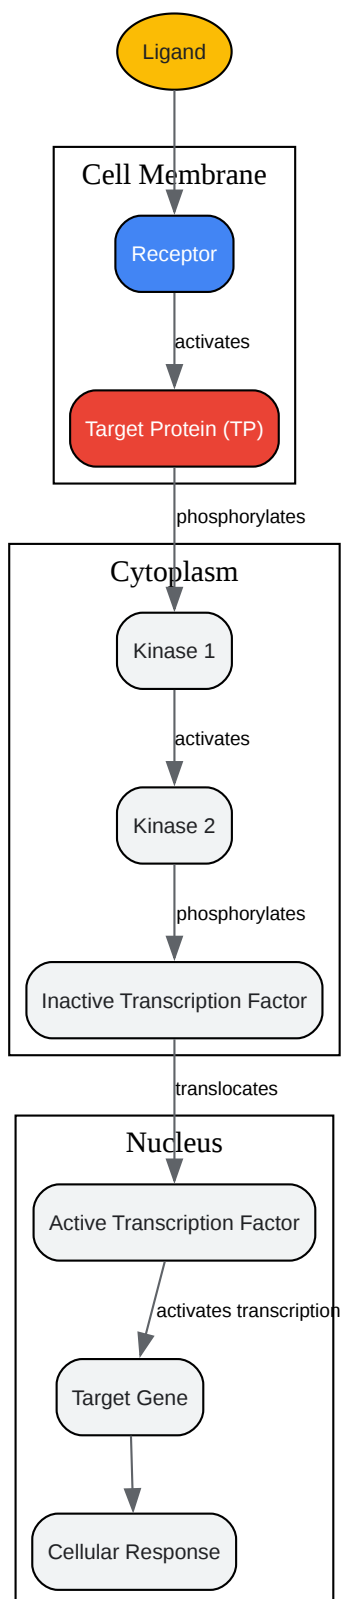 Ligand
Cell Membrane
Receptor
activates
Target Protein (TP)
phosphorylates
Cytoplasm
Kinase 1
activates
Kinase 2
phosphorylates
Inactive Transcription Factor
translocates
Nucleus
Active Transcription Factor
activates transcription
Target Gene
Cellular Response